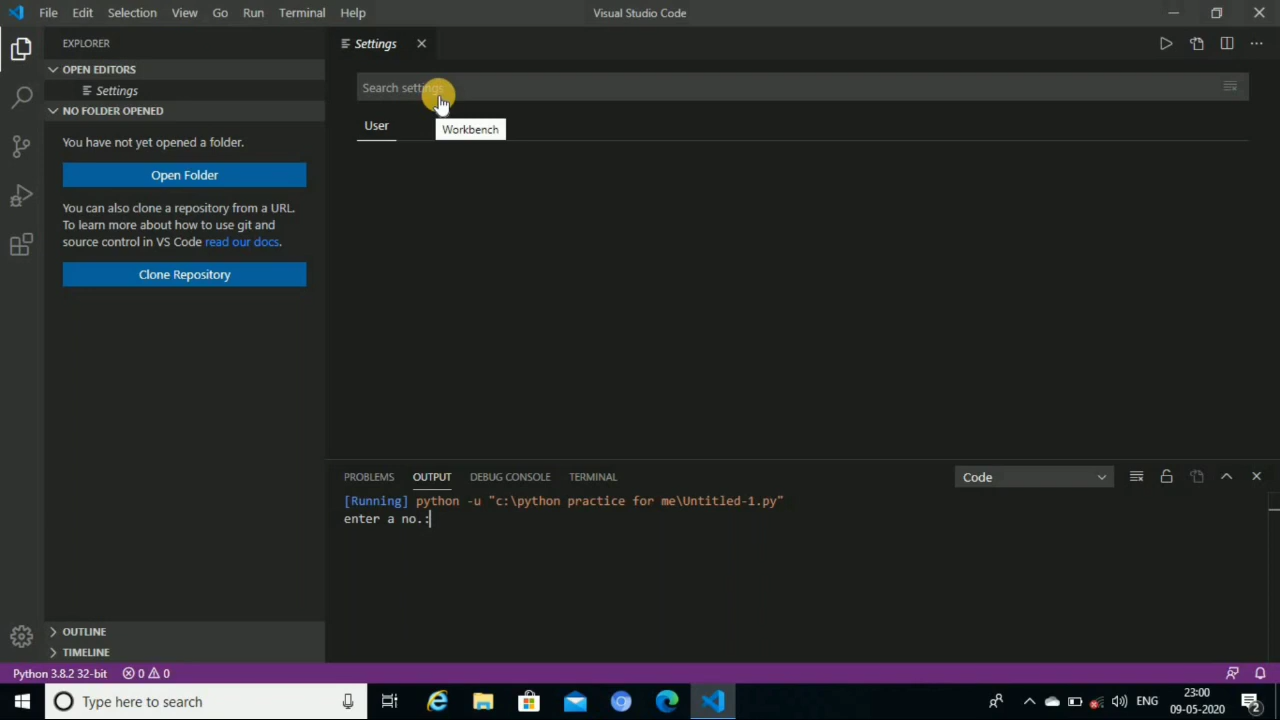 File Edit Selection View Go Run Terminal Help
Visual Studio Code
EXPLORER
OPEN EDITORS
Settings
NO FOLDER OPENED
You have not yet opened a folder.
Open Folder
You can also clone a repository from a URL.
To learn more about how to use git and
source control in VS Code read our docs.
Clone Repository
OUTLINE
TIMELINE
Settings
Search settings
User
Workbench
PROBLEMS OUTPUT DEBUG CONSOLE TERMINAL
Code
[Running] python -u "c:\python practice for me\Untitled-1.py"
enter a no.:
Python 3.8.2 32-bit 0 0
Type here to search
ENG
23:00
09-05-2020
2